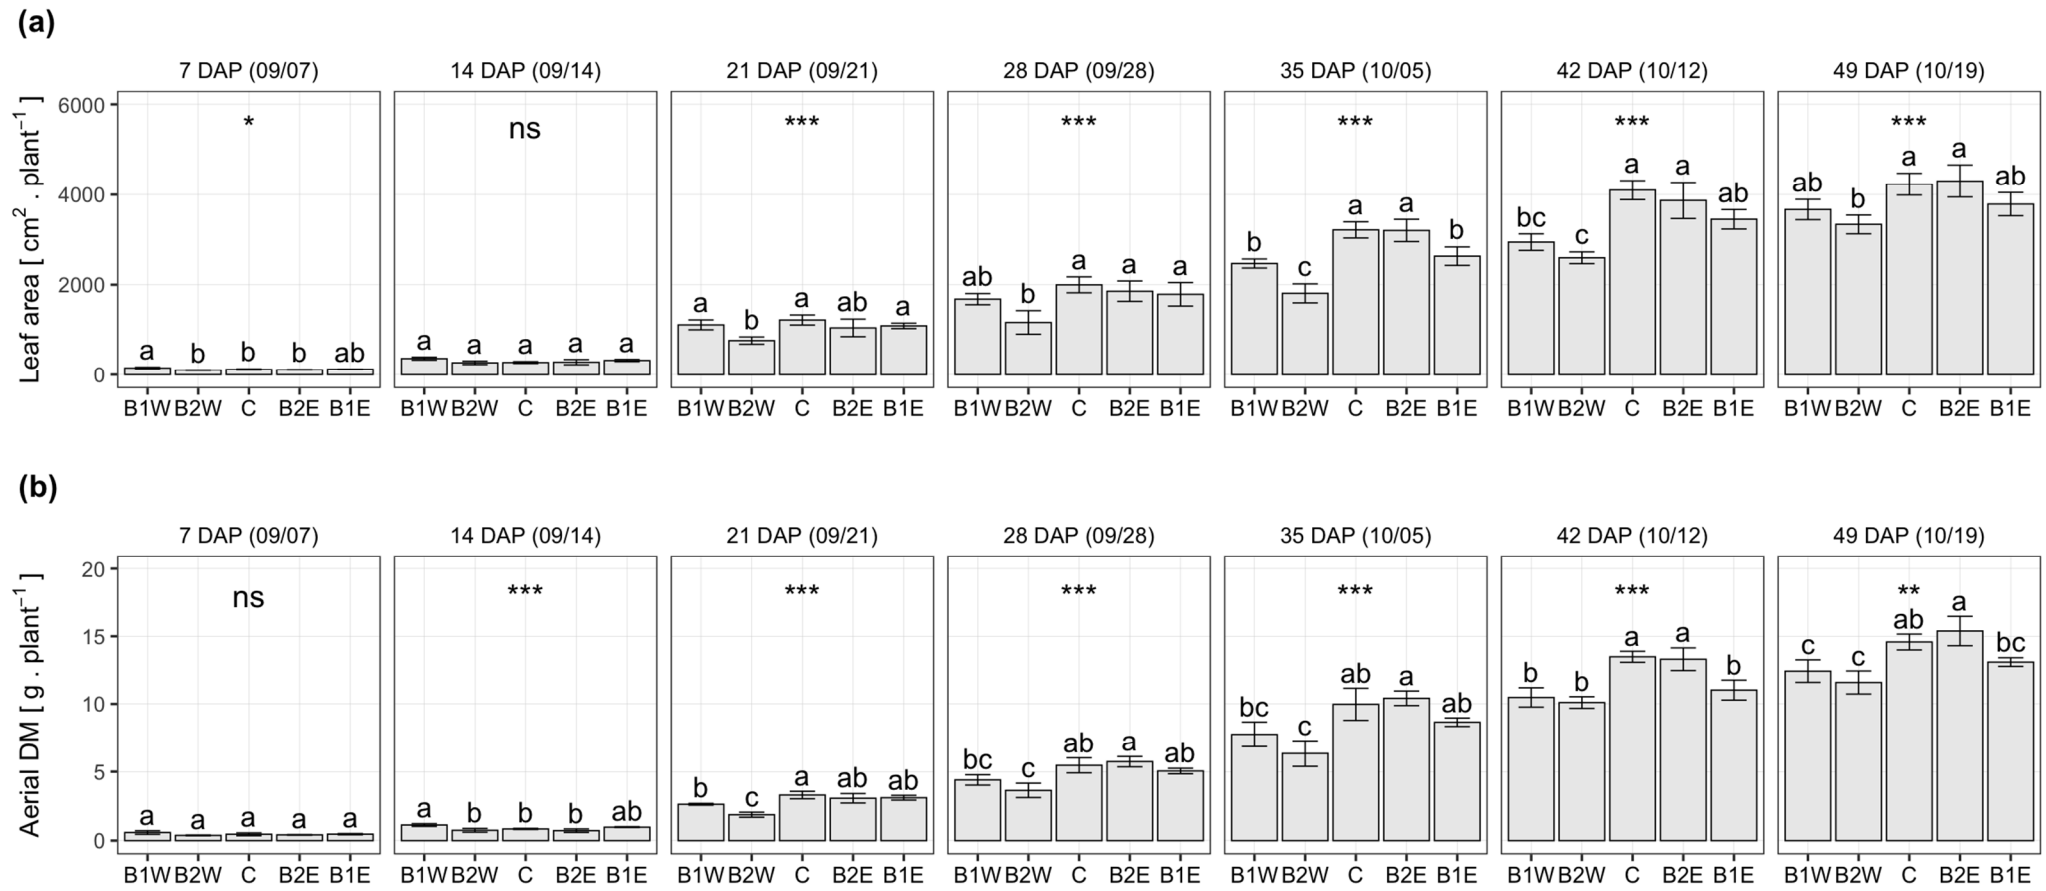 (a)
7 DAP (09/07) 14 DAP (09/14) 21 DAP (09/21) 28 DAP (09/28) 35 DAP (10/05) 42 DAP (10/12) 49 DAP (10/19)
Leaf area [ cm² . plant⁻¹ ]
6000
* ns *** *** *** *** ***
4000
2000
0
a b b b ab
a a a a a
a b a ab a
ab b a a a
b c a a b
bc c a a ab
ab b a a ab
B1W B2W C B2E B1E B1W B2W C B2E B1E B1W B2W C B2E B1E B1W B2W C B2E B1E B1W B2W C B2E B1E B1W B2W C B2E B1E B1W B2W C B2E B1E
(b)
7 DAP (09/07) 14 DAP (09/14) 21 DAP (09/21) 28 DAP (09/28) 35 DAP (10/05) 42 DAP (10/12) 49 DAP (10/19)
Aerial DM [ g . plant⁻¹ ]
20
ns *** *** *** *** *** **
15
10
5
0
a a a a a
a b b b ab
b c a ab ab
bc c ab a ab
bc c ab a ab
b b a a b
c c ab a bc
B1W B2W C B2E B1E B1W B2W C B2E B1E B1W B2W C B2E B1E B1W B2W C B2E B1E B1W B2W C B2E B1E B1W B2W C B2E B1E B1W B2W C B2E B1E